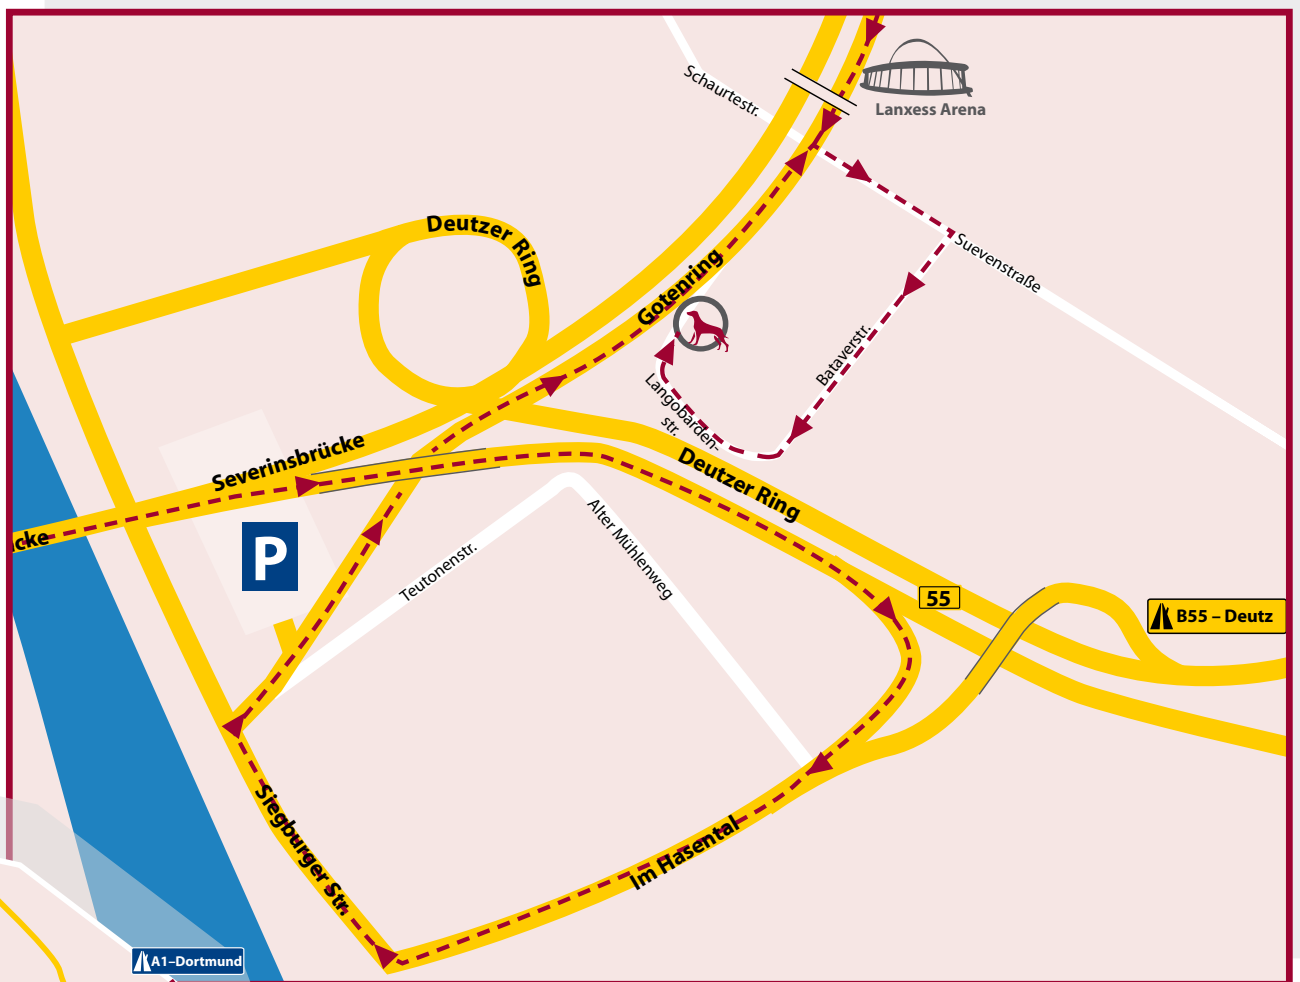 Schaurtestr.
Lanxess Arena
Deutzer Ring
Suevenstraße
Gotenring
Bataverstr.
Langobarden-
str.
Severinsbrücke
Deutzer Ring
icke
P
Teutonenstr.
Alter Mühlenweg
55
B55 – Deutz
Siegburger Str.
Im Hasental
A1–Dortmund